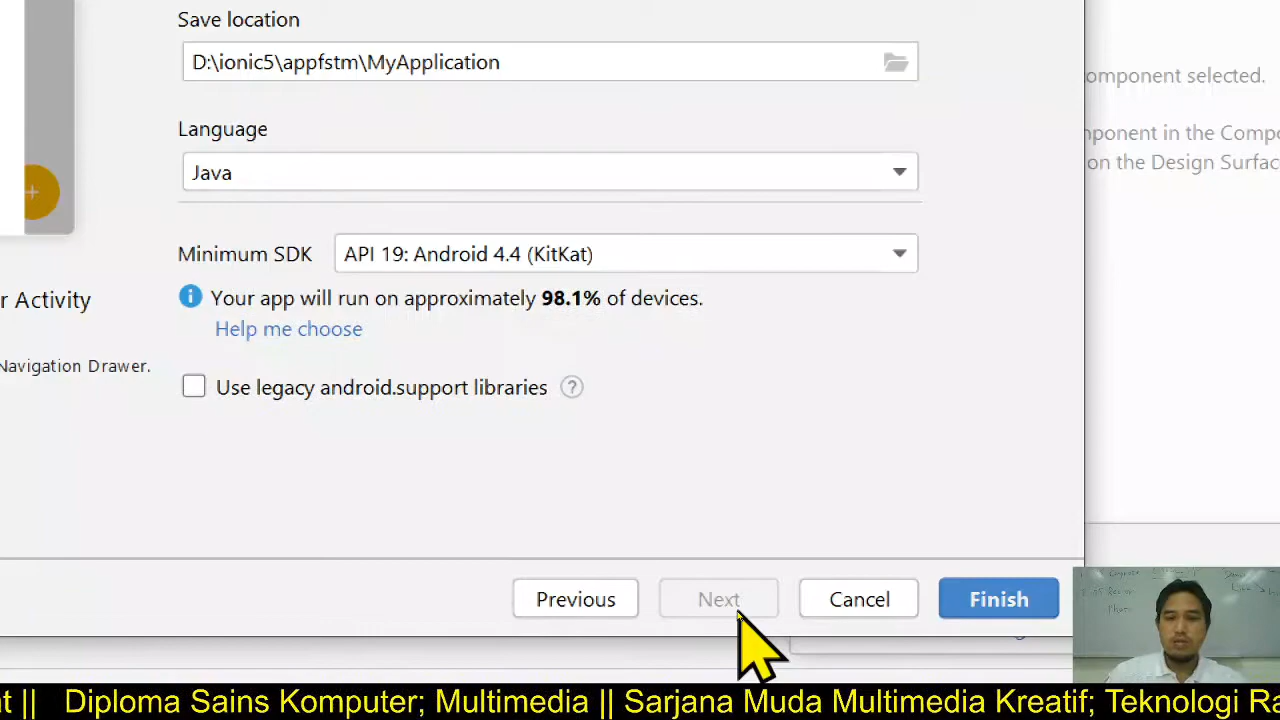 Save location
D:\ionic5\appfstm\MyApplication
omponent selected.
Language
nponent in the Compo
on the Design Surfac
Java
Minimum SDK API 19: Android 4.4 (KitKat)
r Activity
Your app will run on approximately 98.1% of devices.
Help me choose
Navigation Drawer.
Use legacy android.support libraries ?
Previous Next Cancel Finish
t || Diploma Sains Komputer; Multimedia || Sarjana Muda Multimedia Kreatif; Teknologi Ra